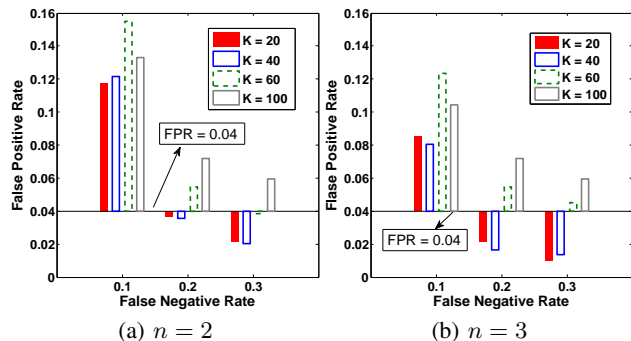 0.16
0.14
0.12
0.1
0.08
0.06
0.04
0.02
0
False Positive Rate
K = 20
K = 40
K = 60
K = 100
FPR = 0.04
0.1 0.2 0.3
False Negative Rate
(a) n = 2
0.16
0.14
0.12
0.1
0.08
0.06
0.04
0.02
0
Flase Positive Rate
K = 20
K = 40
K = 60
K = 100
FPR = 0.04
0.1 0.2 0.3
False Negative Rate
(b) n = 3